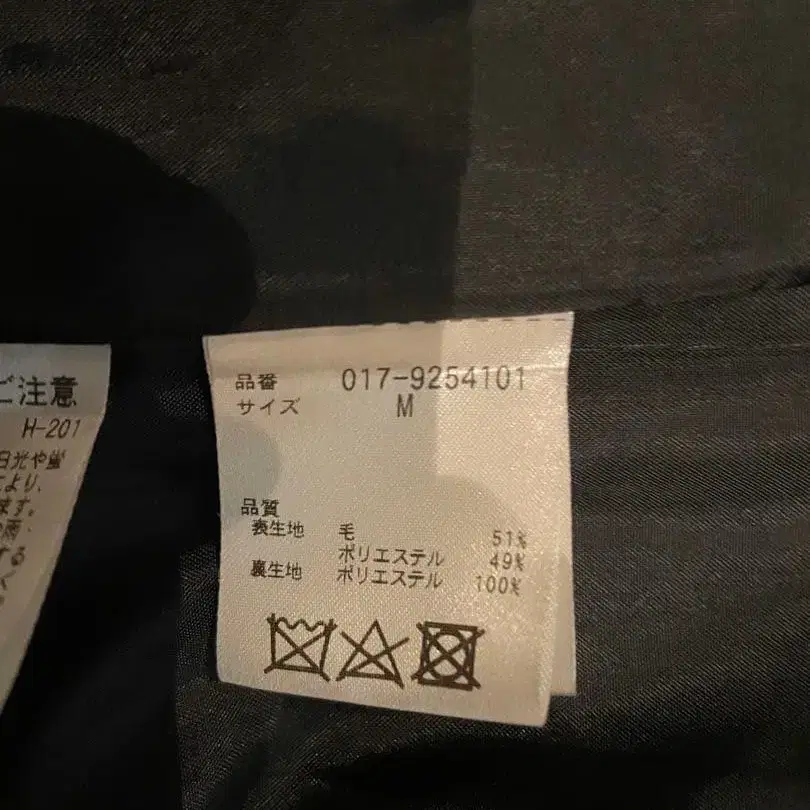 ご注意
H-201
日光や蛍
により、
ます。
雨・
する
く
品番 017-9254101
サイズ M
品質
表生地 毛 51%
ポリエステル 49%
裏生地 ポリエステル 100%